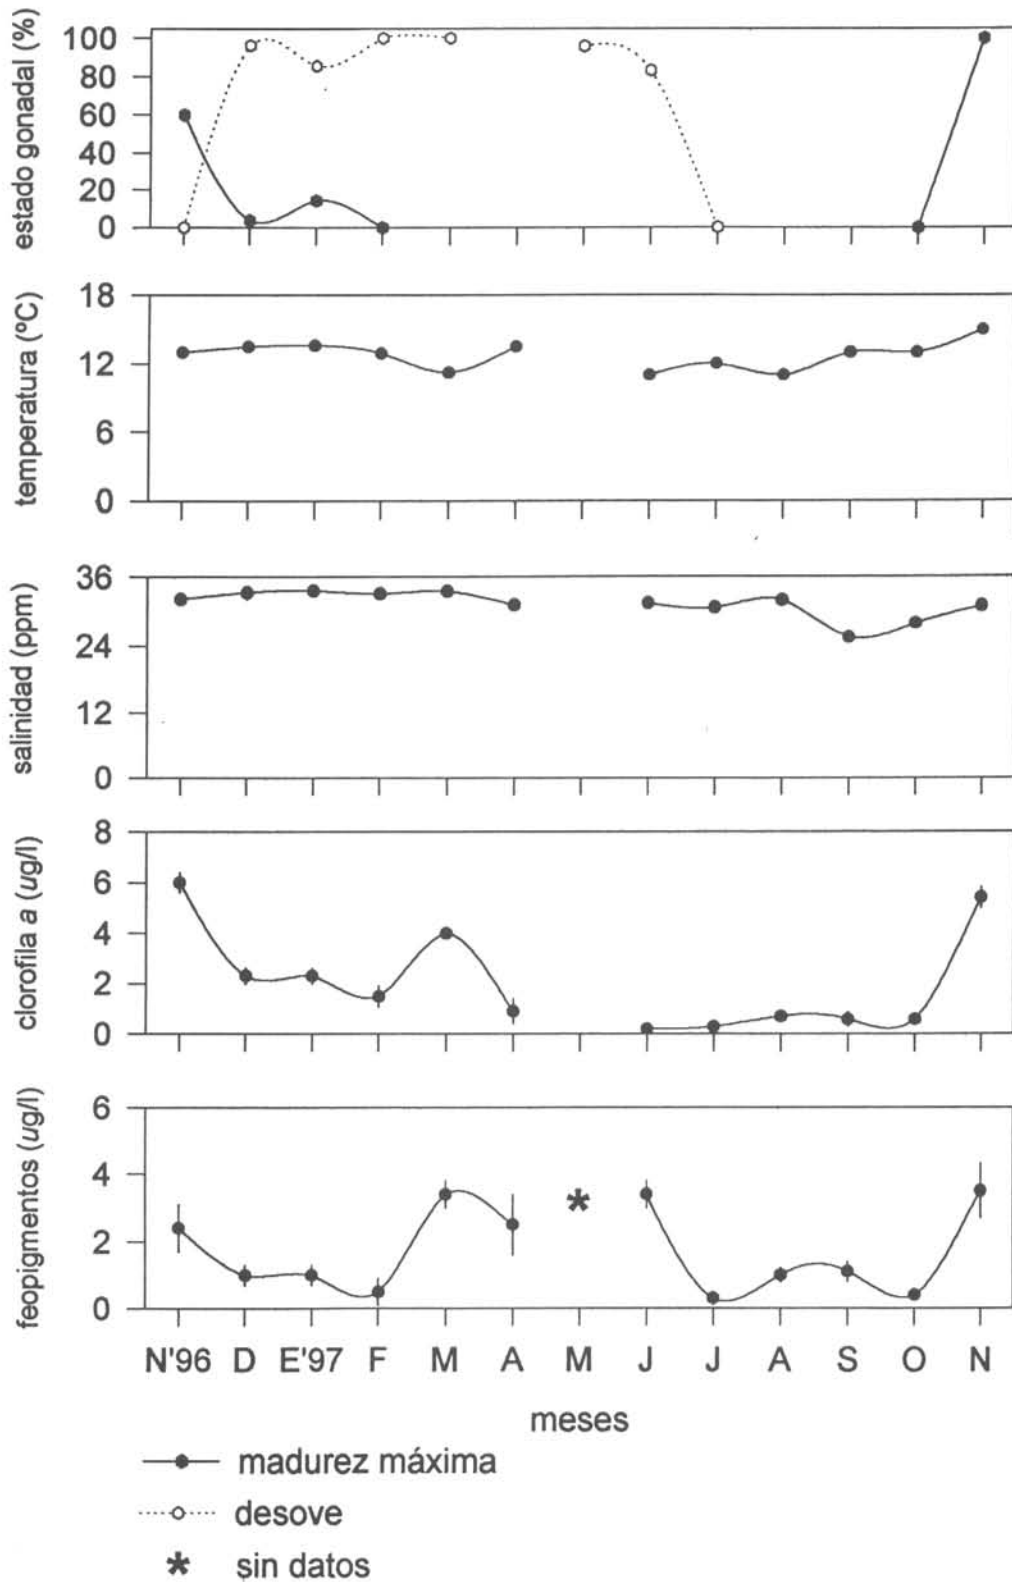 estado gonadal (%)
100
80
60
40
20
0
temperatura (ºC)
18
12
6
0
salinidad (ppm)
36
24
12
0
clorofila a (ug/l)
8
6
4
2
0
feopigmentos (ug/l)
6
4
2
0
*
N'96 D E'97 F M A M J J A S O N
meses
madurez máxima
desove
* sin datos